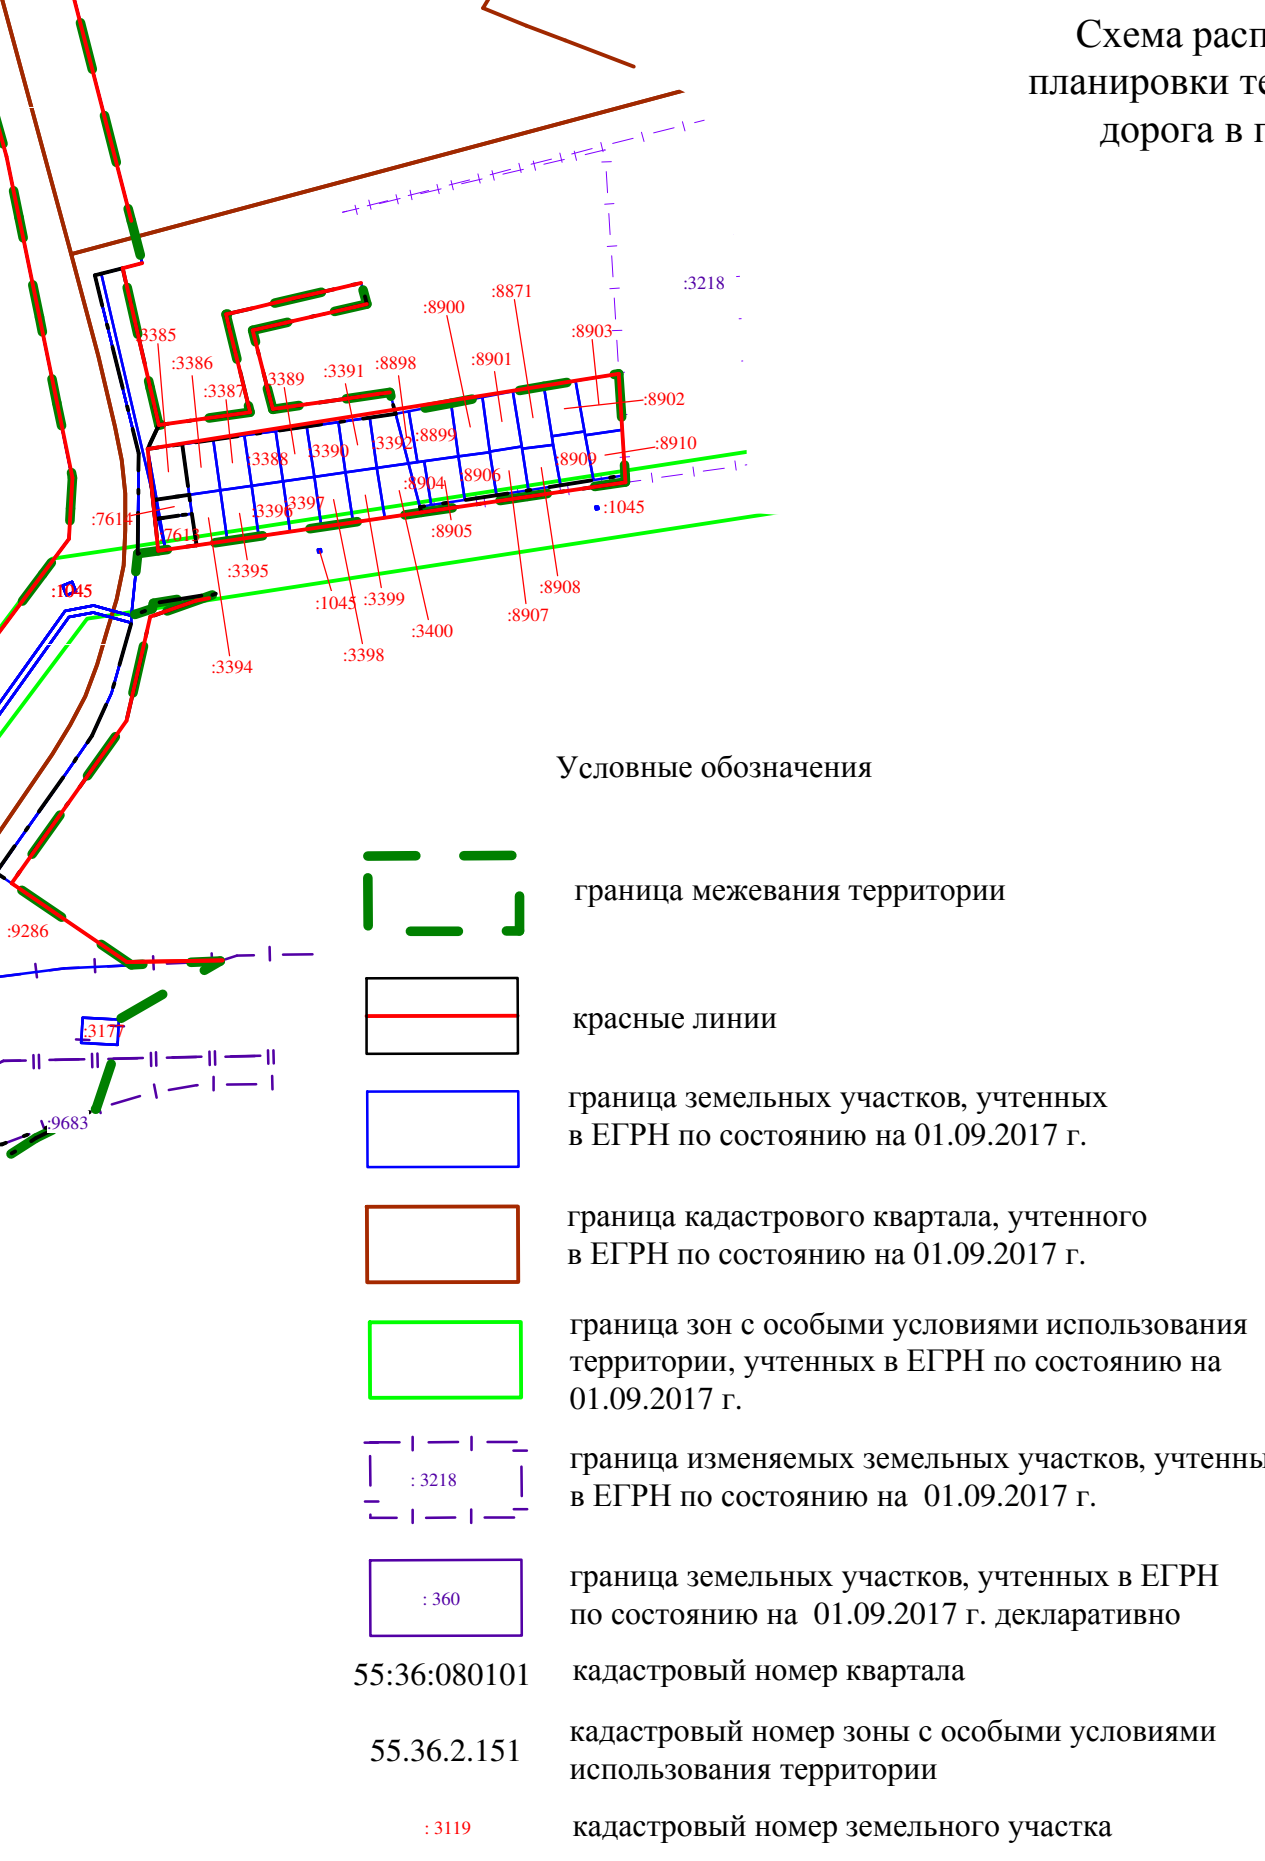 Схема расп
планировки те
дорога в г
:3218
:8871
:8900
:8903
:3385
:3386
:3387
:3389
:3391
:8898
:8901
:8902
:3388
:3390
:3392
:8899
:8910
:8909
:8906
:8904
:3396
:3397
:7614
:7613
:8905
:1045
:3395
:1045
:1045
:3399
:8908
:8907
:3400
:3398
:3394
Условные обозначения
граница межевания территории
:9286
красные линии
:3177
граница земельных участков, учтенных
:9683
в ЕГРН по состоянию на 01.09.2017 г.
граница кадастрового квартала, учтенного
в ЕГРН по состоянию на 01.09.2017 г.
граница зон с особыми условиями использования
территории, учтенных в ЕГРН по состоянию на
01.09.2017 г.
граница изменяемых земельных участков, учтенны
: 3218
в ЕГРН по состоянию на 01.09.2017 г.
граница земельных участков, учтенных в ЕГРН
: 360
по состоянию на 01.09.2017 г. декларативно
55:36:080101 кадастровый номер квартала
кадастровый номер зоны с особыми условиями
55.36.2.151
использования территории
: 3119 кадастровый номер земельного участка